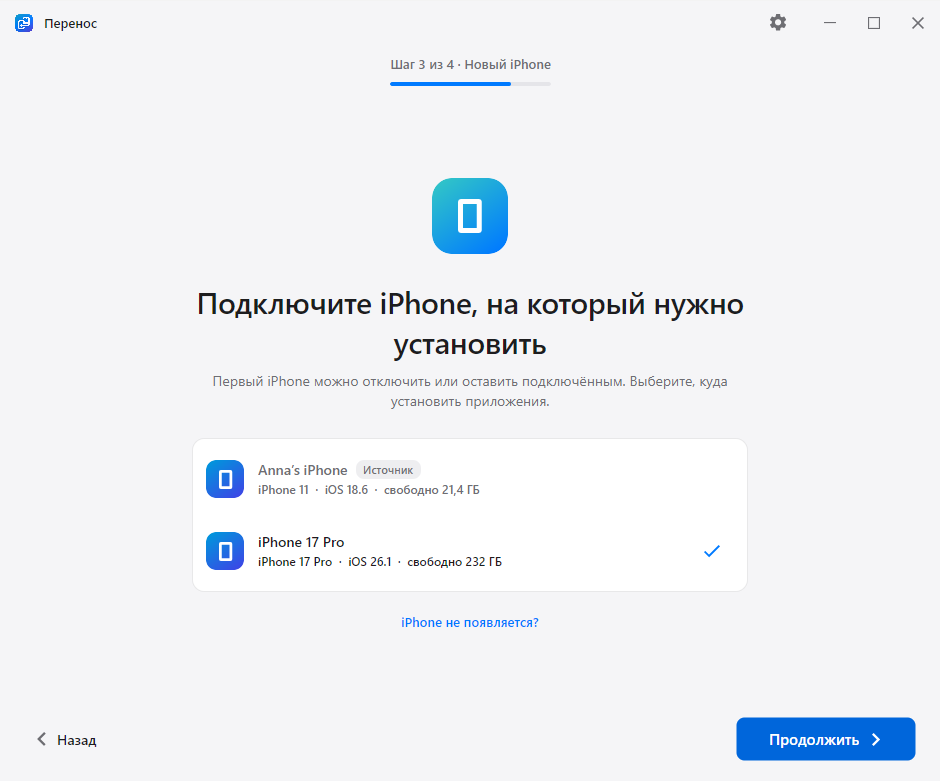 Перенос
Шаг 3 из 4 · Новый iPhone
Подключите iPhone, на который нужно
установить
Первый iPhone можно отключить или оставить подключённым. Выберите, куда
установить приложения.
Anna’s iPhone Источник
iPhone 11 · iOS 18.6 · свободно 21,4 ГБ
iPhone 17 Pro
iPhone 17 Pro · iOS 26.1 · свободно 232 ГБ
iPhone не появляется?
Назад
Продолжить